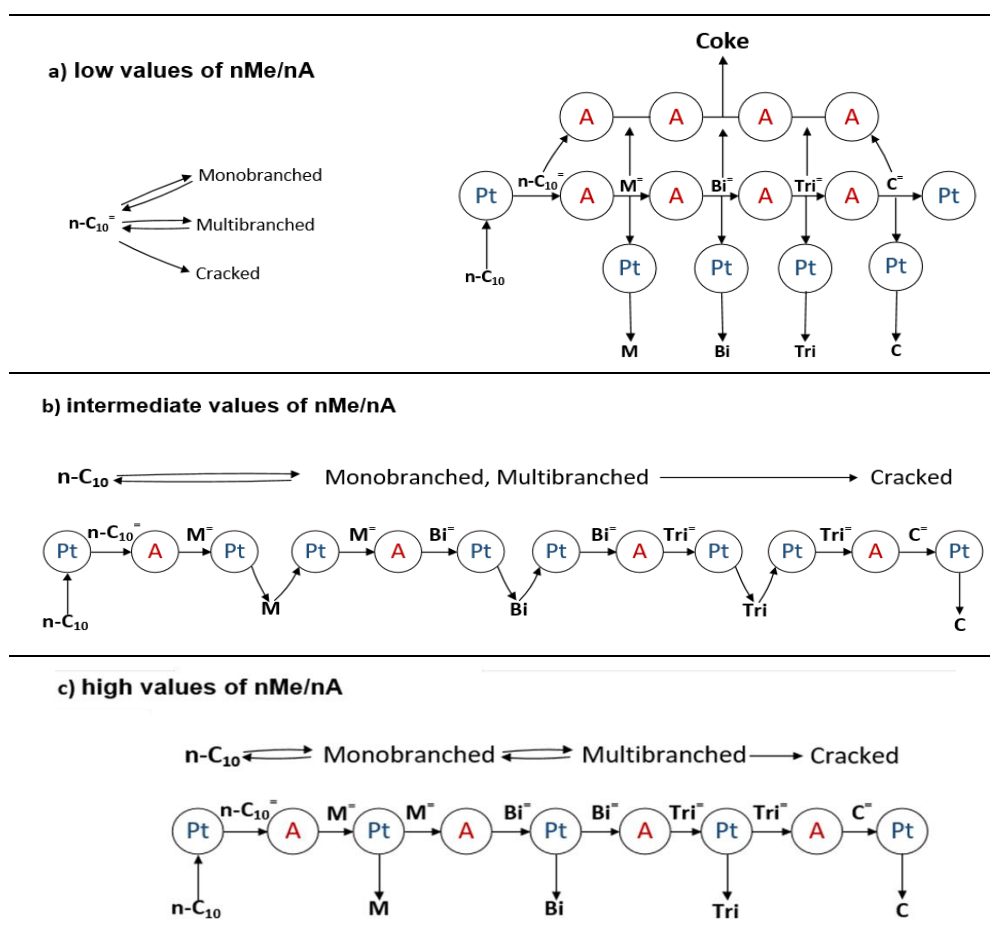 Coke
a) low values of nMe/nA
A A A A
Monobranched
n-C10= M= Bi= Tri= C=
Pt A A A A Pt
n-C10= Multibranched
Pt Pt Pt Pt
Cracked
n-C10
M Bi Tri C
b) intermediate values of nMe/nA
n-C10 Monobranched, Multibranched Cracked
n-C10= M= M= Bi= Bi= Tri= Tri= C=
Pt A Pt Pt A Pt Pt A Pt Pt A Pt
M Bi Tri
n-C10 C
c) high values of nMe/nA
n-C10 Monobranched Multibranched Cracked
n-C10= M= M= Bi= Bi= Tri= Tri= C=
Pt A Pt A Pt A Pt A Pt
n-C10 M Bi Tri C